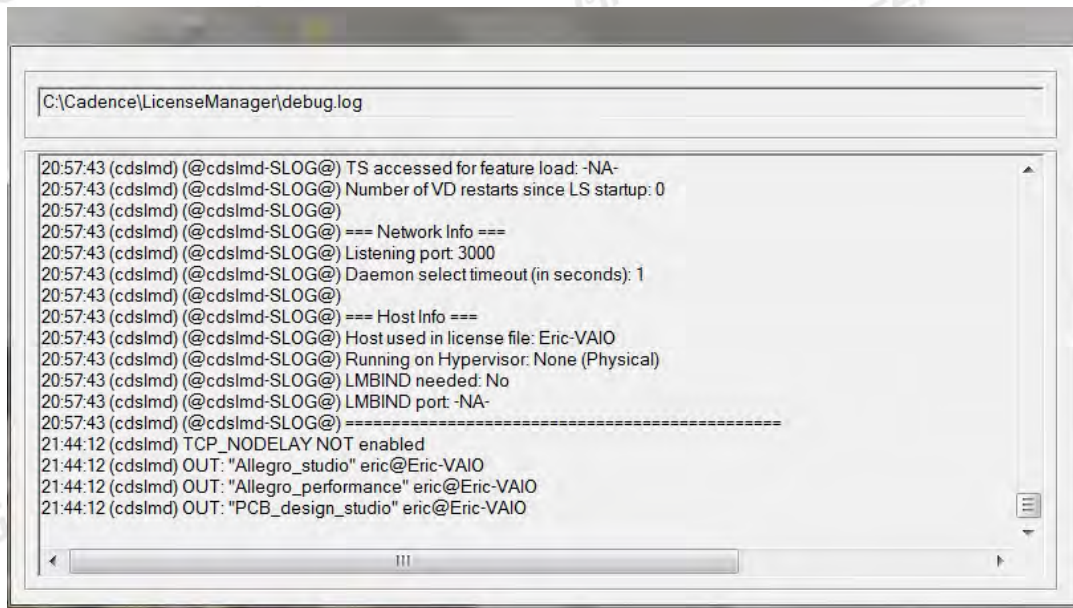 C:\Cadence\LicenseManager\debug.log
20:57:43 (cdslmd) (@cdslmd-SLOG@) TS accessed for feature load: -NA-
20:57:43 (cdslmd) (@cdslmd-SLOG@) Number of VD restarts since LS startup: 0
20:57:43 (cdslmd) (@cdslmd-SLOG@)
20:57:43 (cdslmd) (@cdslmd-SLOG@) === Network Info ===
20:57:43 (cdslmd) (@cdslmd-SLOG@) Listening port: 3000
20:57:43 (cdslmd) (@cdslmd-SLOG@) Daemon select timeout (in seconds): 1
20:57:43 (cdslmd) (@cdslmd-SLOG@)
20:57:43 (cdslmd) (@cdslmd-SLOG@) === Host Info ===
20:57:43 (cdslmd) (@cdslmd-SLOG@) Host used in license file: Eric-VAIO
20:57:43 (cdslmd) (@cdslmd-SLOG@) Running on Hypervisor: None (Physical)
20:57:43 (cdslmd) (@cdslmd-SLOG@) LMBIND needed: No
20:57:43 (cdslmd) (@cdslmd-SLOG@) LMBIND port: -NA-
20:57:43 (cdslmd) (@cdslmd-SLOG@) ===============================================
21:44:12 (cdslmd) TCP_NODELAY NOT enabled
21:44:12 (cdslmd) OUT: "Allegro_studio" eric@Eric-VAIO
21:44:12 (cdslmd) OUT: "Allegro_performance" eric@Eric-VAIO
21:44:12 (cdslmd) OUT: "PCB_design_studio" eric@Eric-VAIO